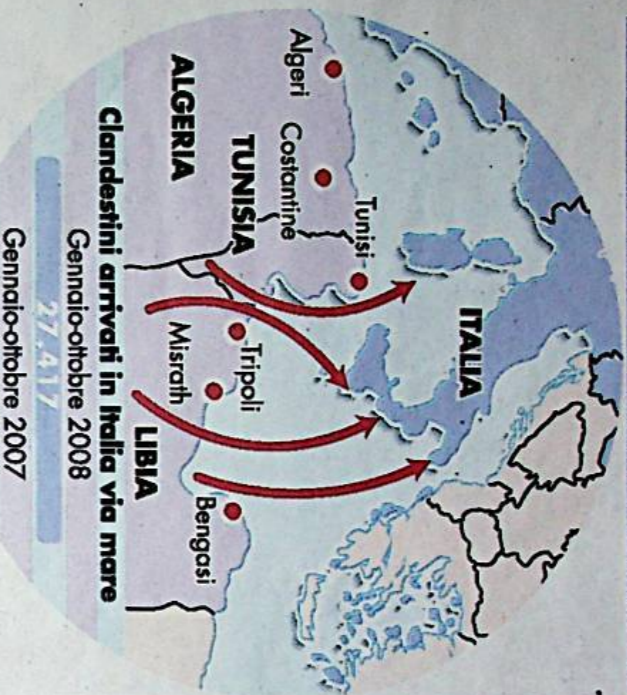 ITALIA
Algeri
Costantine
Tunisi
ALGERIA
TUNISIA
Tripoli
Misrath
Bengasi
LIBIA
Clandestini arrivati in Italia via mare
Gennaio-ottobre 2008
27.417
Gennaio-ottobre 2007